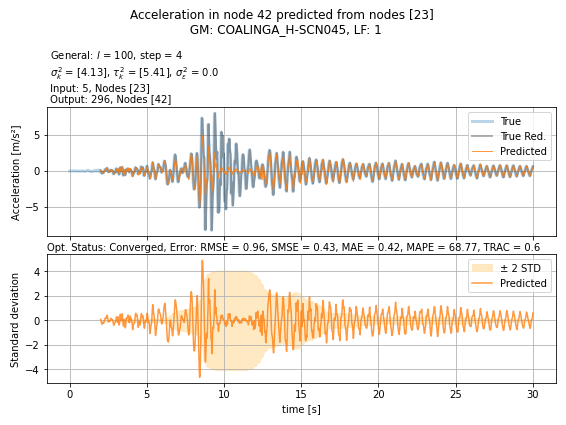 Acceleration in node 42 predicted from nodes [23]
GM: COALINGA_H-SCN045, LF: 1
General: l = 100, step = 4
σ²ₖ = [4.13], τ²ₖ = [5.41], σ²ε = 0.0
Input: 5, Nodes [23]
Output: 296, Nodes [42]
Acceleration [m/s²]
5
0
−5
True
True Red.
Predicted
Opt. Status: Converged, Error: RMSE = 0.96, SMSE = 0.43, MAE = 0.42, MAPE = 68.77, TRAC = 0.6
Standard deviation
4
2
0
−2
−4
± 2 STD
Predicted
0 5 10 15 20 25 30
time [s]